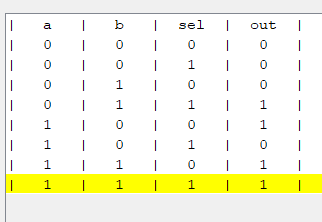 | a | b | sel | out |
| 0 | 0 | 0 | 0 |
| 0 | 0 | 1 | 0 |
| 0 | 1 | 0 | 0 |
| 0 | 1 | 1 | 1 |
| 1 | 0 | 0 | 1 |
| 1 | 0 | 1 | 0 |
| 1 | 1 | 0 | 1 |
| 1 | 1 | 1 | 1 |